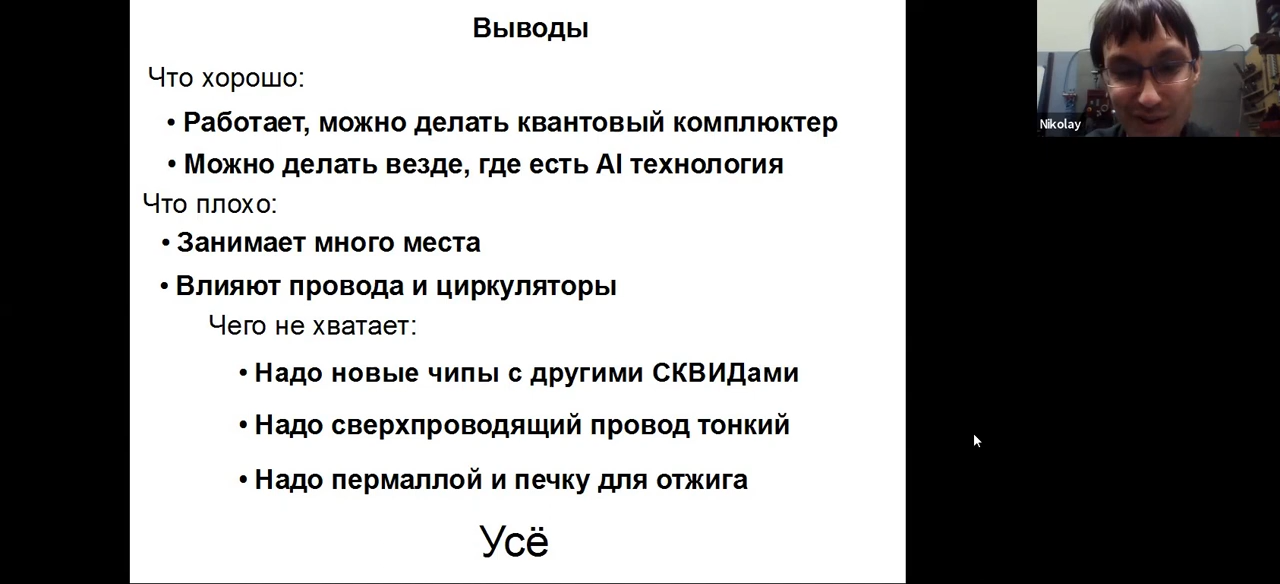 Выводы
Что хорошо:
• Работает, можно делать квантовый комплюктер
• Можно делать везде, где есть Al технология
Что плохо:
• Занимает много места
• Влияют провода и циркуляторы
Чего не хватает:
• Надо новые чипы с другими СКВИДами
• Надо сверхпроводящий провод тонкий
• Надо пермаллой и печку для отжига
Усё
Nikolay